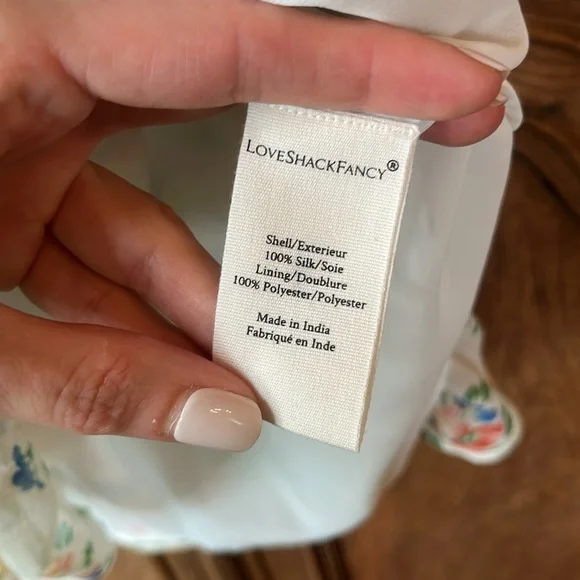 LoveShackFancy®
Shell/Exterieur
100% Silk/Soie
Lining/Doublure
100% Polyester/Polyester
Made in India
Fabriqué en Inde